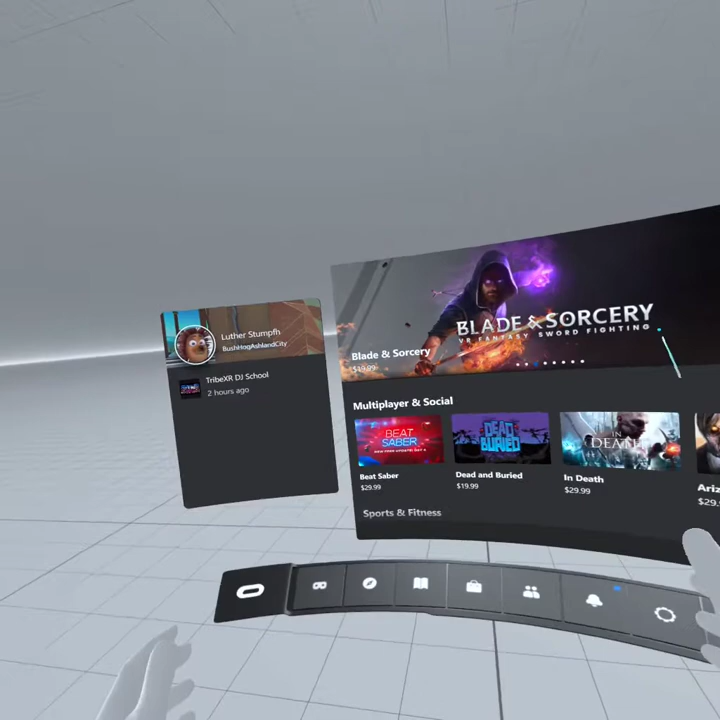 Luther Stumpfh
BushHogAshlandCity
TribeXR DJ School
2 hours ago
BLADE & SORCERY
VR FANTASY SWORD FIGHTING
Blade & Sorcery
$19.99
Multiplayer & Social
BEAT SABER
DEAD AND BURIED
IN DEATH
Beat Saber
$29.99
Dead and Buried
$19.99
In Death
$29.99
Ariz
$29.
Sports & Fitness